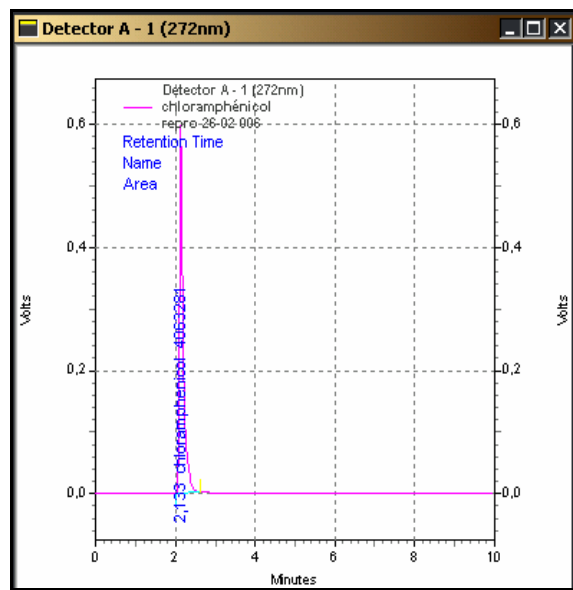 Detector A - 1 (272nm)
Détector A - 1 (272nm)
chloramphénicol
repro 26-02 006
Retention Time
Name
Area
0,6
0,6
0,4
0,4
Volts
Volts
0,2
0,2
2,133 chloramphénicol 4063281
0,0
0,0
0
2
4
6
8
10
Minutes